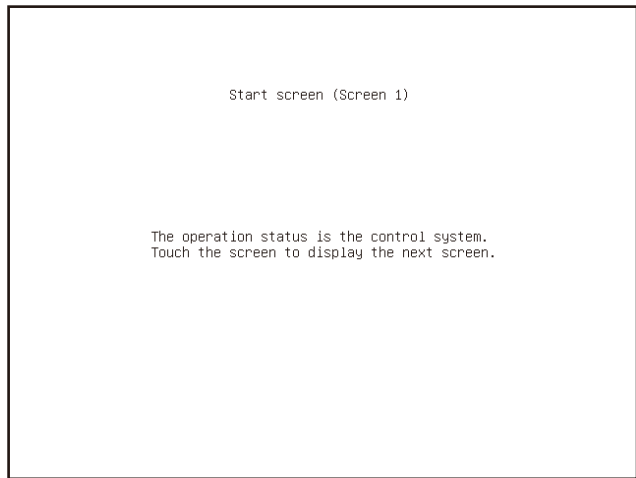 Start screen (Screen 1)
The operation status is the control system.
Touch the screen to display the next screen.